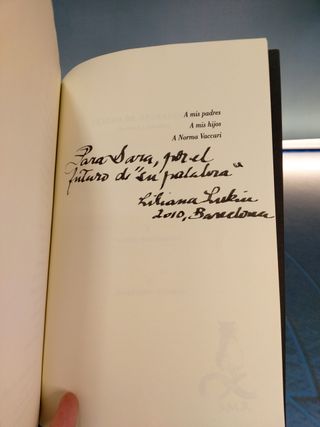 A mis padres
A mis hijos
A Norma Vaccari
Para Sara, por el
futuro de "su palabra"
Liliana Lukin
2010, Barcelona